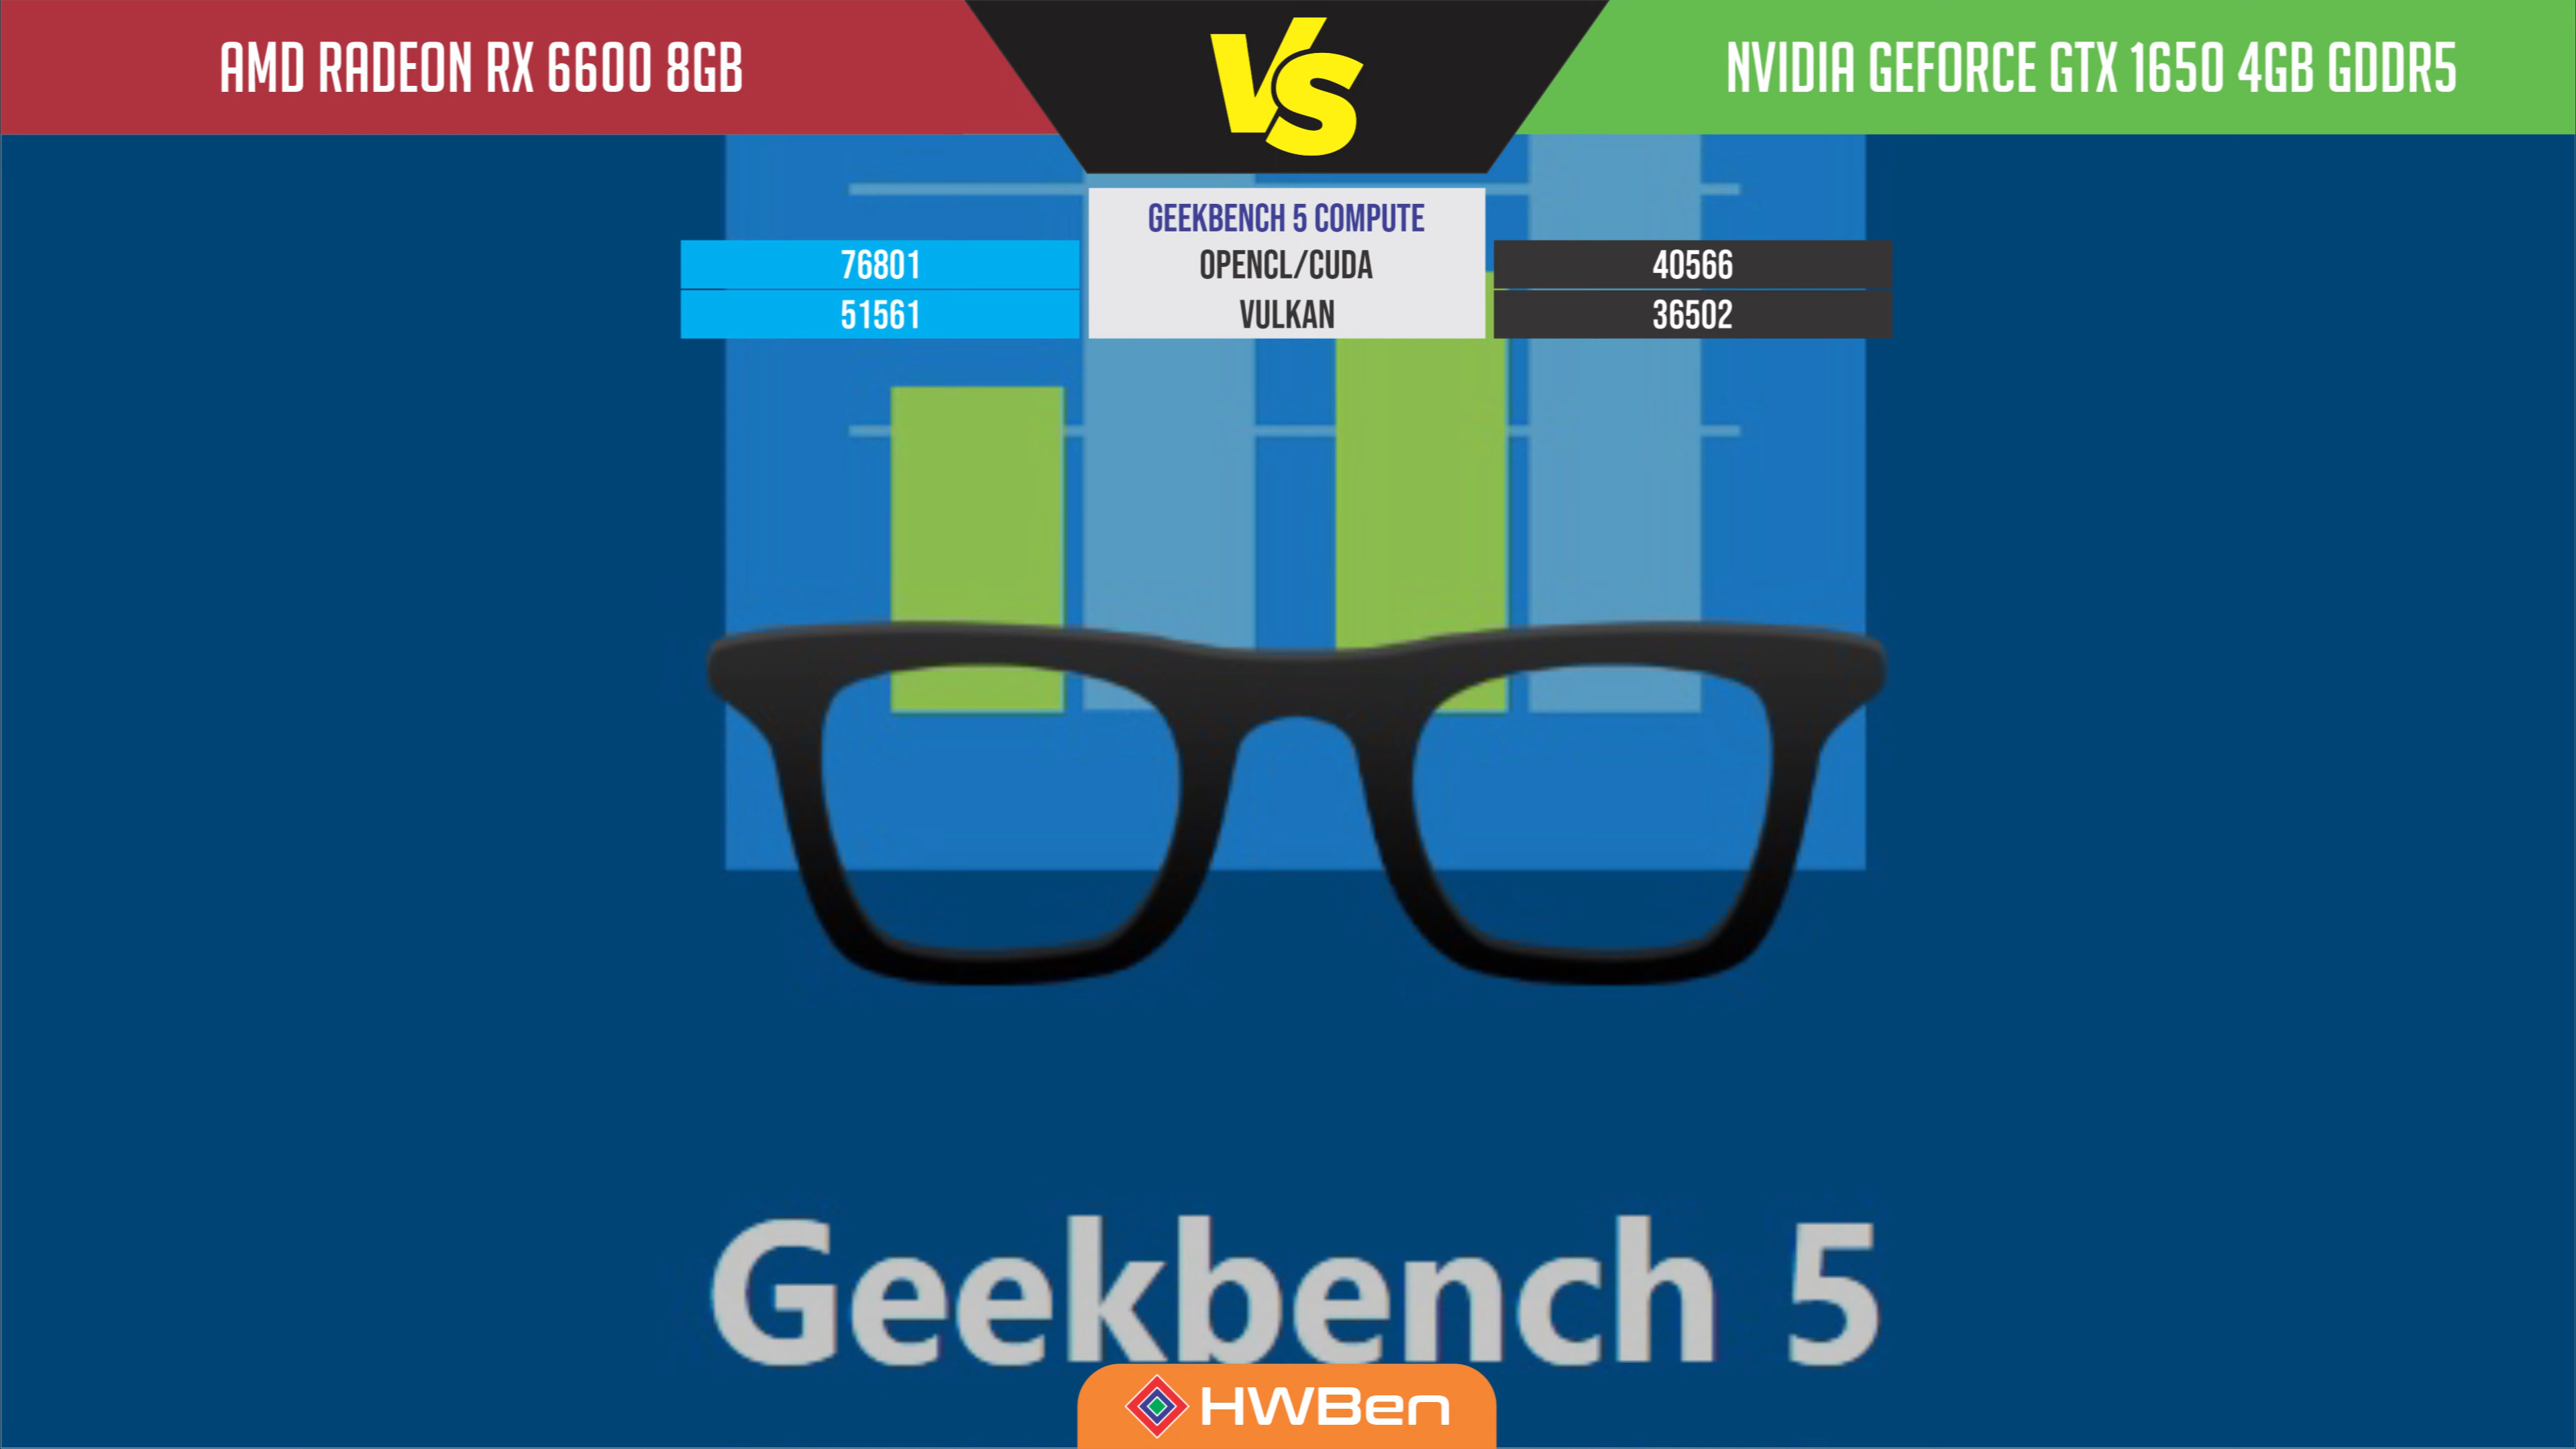 AMD RADEON RX 6600 8GB
VS
NVIDIA GEFORCE GTX 1650 4GB GDDR5
GEEKBENCH 5 COMPUTE
76801 OPENCL/CUDA 40566
51561 VULKAN 36502
Geekbench 5
HWBen